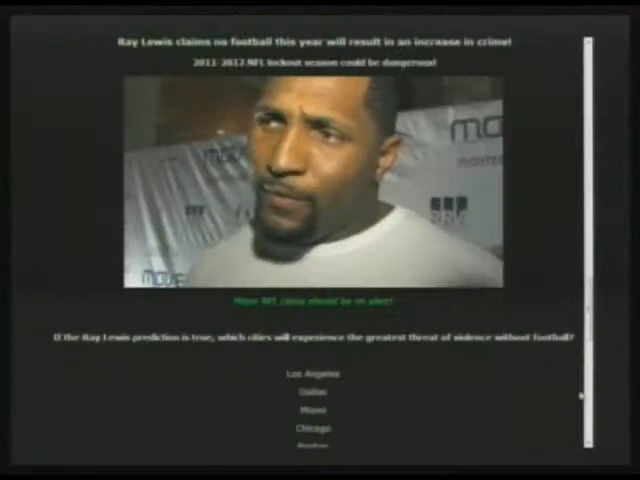 Ray Lewis claims no football this year will result in an increase in crime!
2011-2012 NFL lockout season could be dangerous!
MOVE
Major NFL cities should be on alert!
If the Ray Lewis prediction is true, which cities will experience the greatest threat of violence without football?
Los Angeles
Dallas
Miami
Chicago